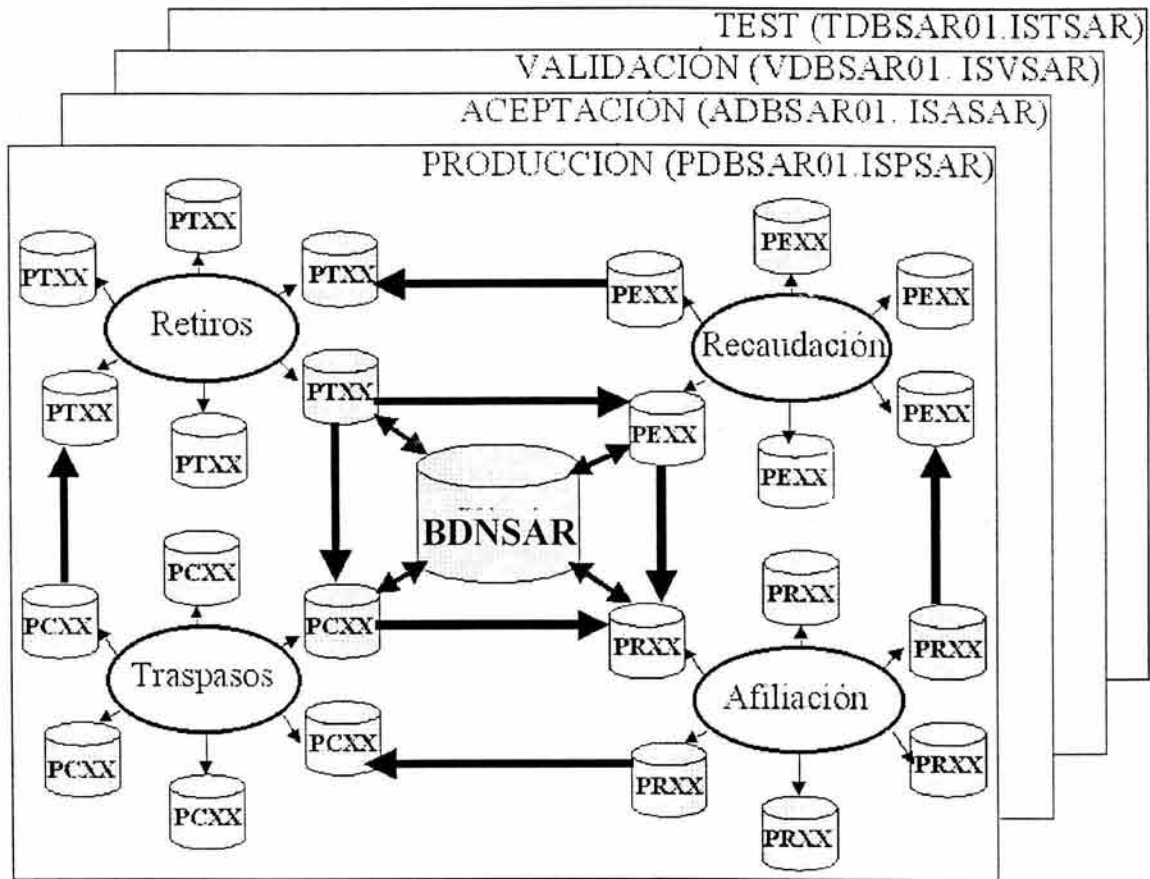 TEST (TDBSAR01.ISTSAR)
VALIDACIÓN (VDBSAR01. ISVSAR)
ACEPTACIÓN (ADBSAR01. ISASAR)
PRODUCCIÓN (PDBSAR01.ISPSAR)
PTXX
PTXX
PTXX
Retiros
PTXX
PTXX
PTXX
PEXX
PEXX
PEXX
Recaudación
PEXX
PEXX
PEXX
BDNSAR
PCXX
PCXX
PCXX
Traspasos
PCXX
PCXX
PCXX
PRXX
PRXX
PRXX
Afiliación
PRXX
PRXX
PRXX